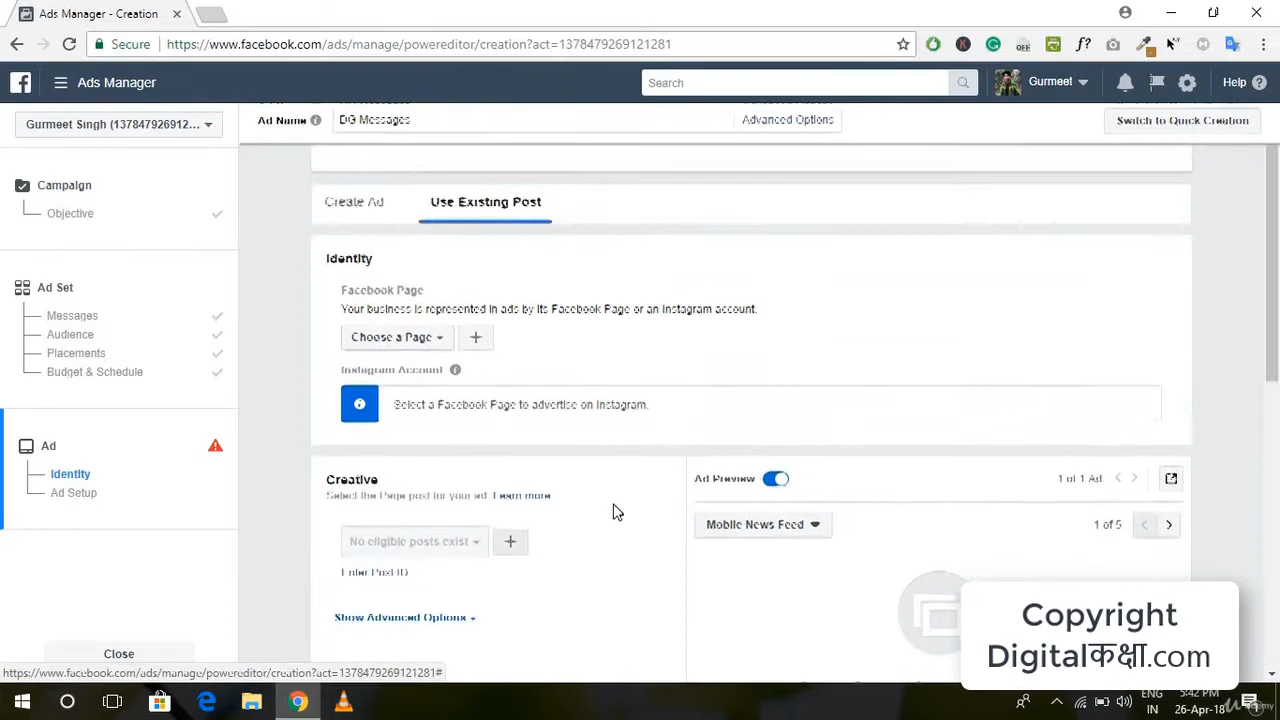 Ads Manager - Creation
Secure
https://www.facebook.com/ads/manage/powereditor/creation?act=1378479269121281
Ads Manager
Search
Gurmeet
Help
Gurmeet Singh (137847926912...
Ad Name
DG Messages
Advanced Options
Switch to Quick Creation
Campaign
Objective
Create Ad
Use Existing Post
Identity
Facebook Page
Your business is represented in ads by its Facebook Page or an Instagram account.
Ad Set
Messages
Audience
Placements
Budget & Schedule
Choose a Page
Instagram Account
Select a Facebook Page to advertise on Instagram.
Ad
Identity
Ad Setup
Creative
Select the Page post for your ad. Learn more
Ad Preview
1 of 1 Ad
No eligible posts exist
Mobile News Feed
1 of 5
Enter Post ID
Show Advanced Options
Close
https://www.facebook.com/ads/manage/powereditor/creation?act=1378479269121281#
Copyright
Digitalकक्षा.com
ENG
IN
5:42 PM
26-Apr-18